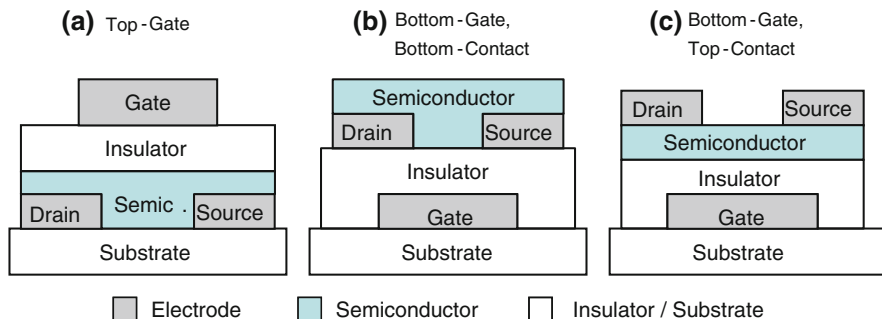 (a) Top-Gate
Gate
Insulator
Semic .
Drain
Source
Substrate
(b) Bottom-Gate,
Bottom-Contact
Semiconductor
Drain
Source
Insulator
Gate
Substrate
(c) Bottom-Gate,
Top-Contact
Drain
Source
Semiconductor
Insulator
Gate
Substrate
Electrode
Semiconductor
Insulator / Substrate